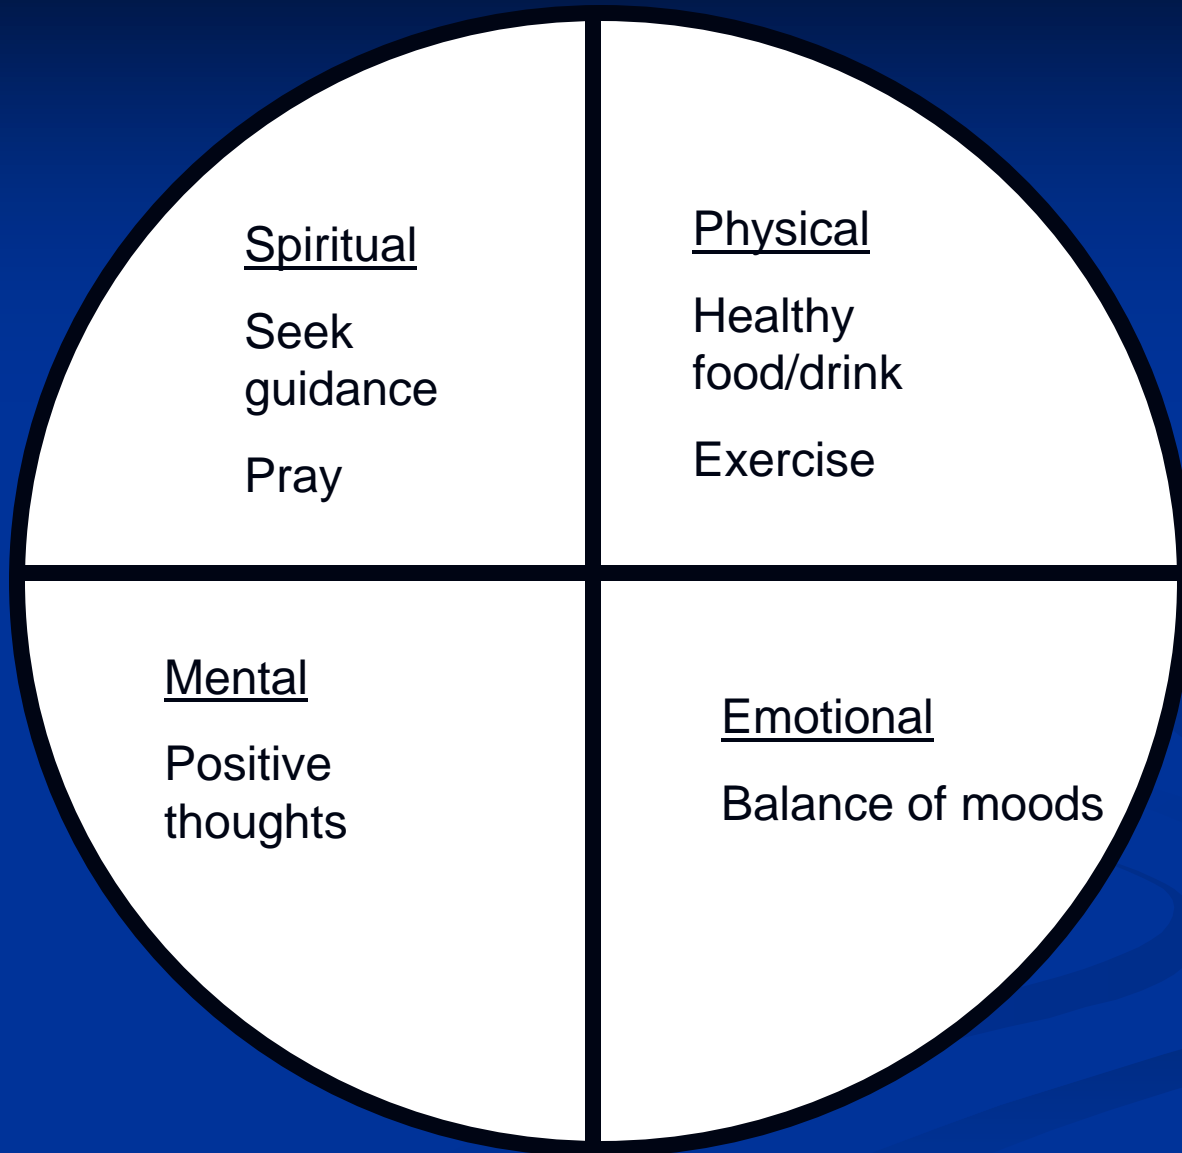 Spiritual
Seek
guidance
Pray
Physical
Healthy
food/drink
Exercise
Mental
Positive
thoughts
Emotional
Balance of moods